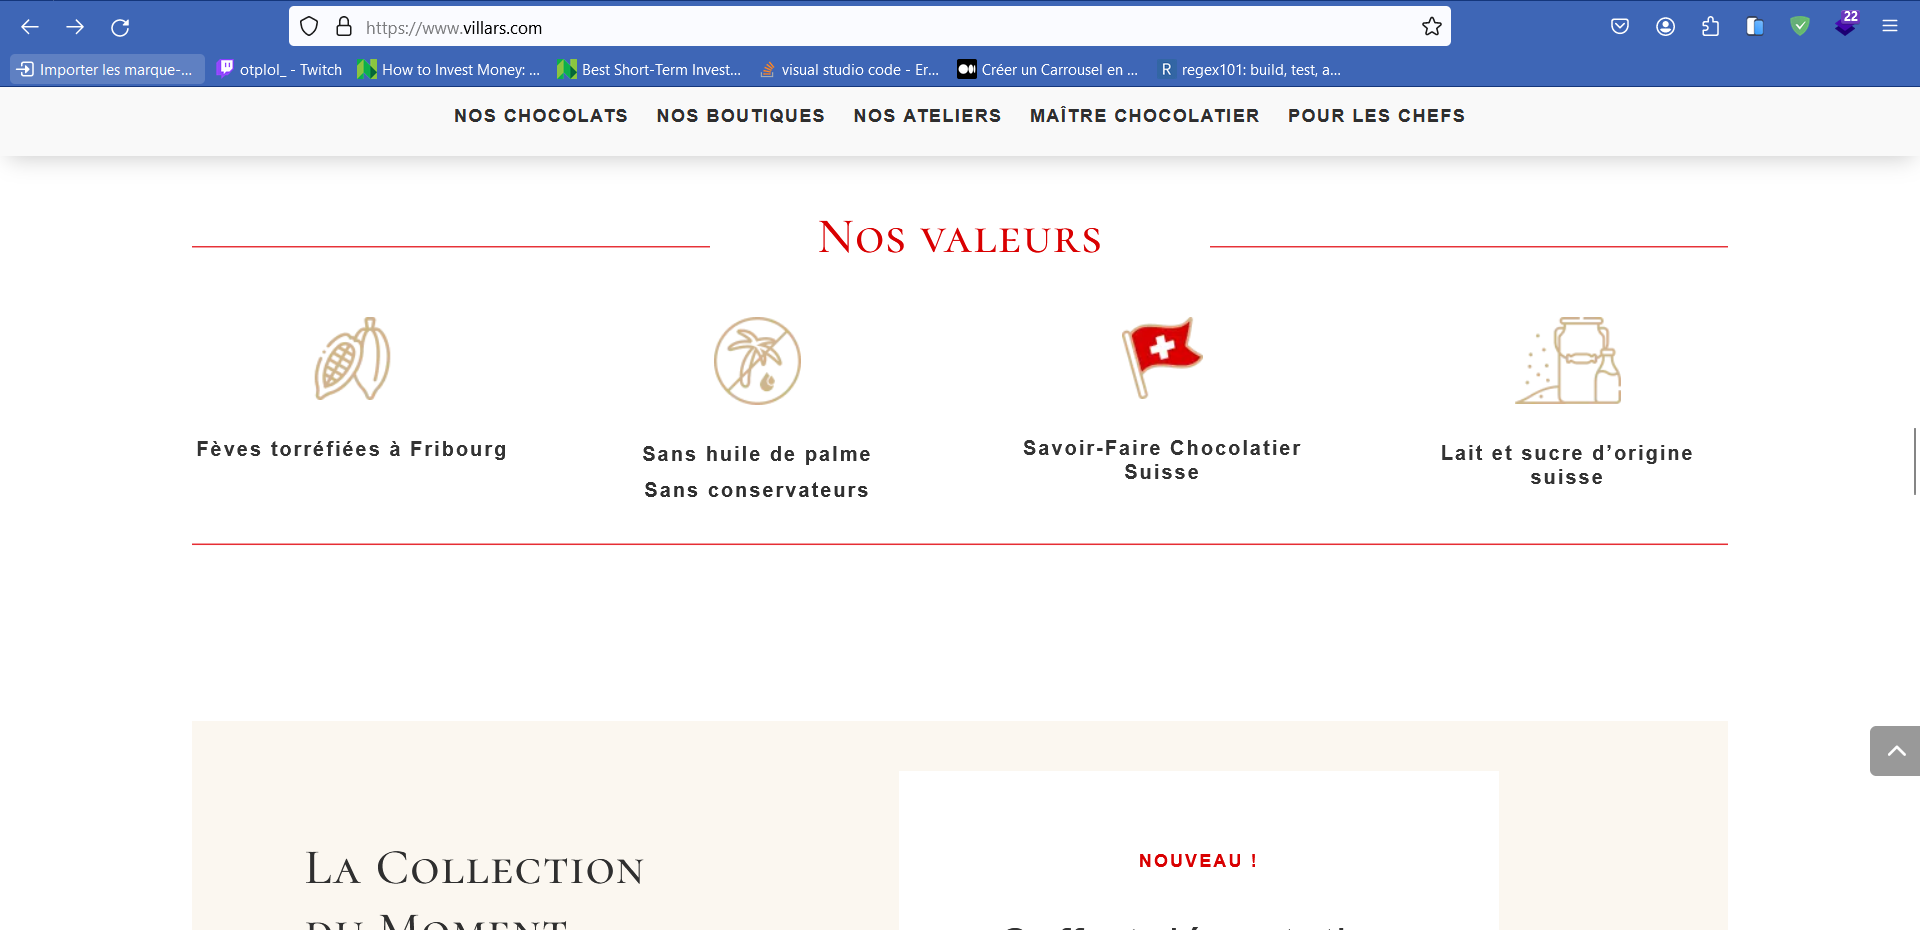 https://www.villars.com
22
Importer les marque-...
otplol_ - Twitch
How to Invest Money: ...
Best Short-Term Invest...
visual studio code - Er...
Créer un Carrousel en ...
R regex101: build, test, a...
NOS CHOCOLATS NOS BOUTIQUES NOS ATELIERS MAÎTRE CHOCOLATIER POUR LES CHEFS
Nos valeurs
Fèves torréfiées à Fribourg
Sans huile de palme
Sans conservateurs
Savoir-Faire Chocolatier
Suisse
Lait et sucre d’origine
suisse
La Collection
du Moment
NOUVEAU !